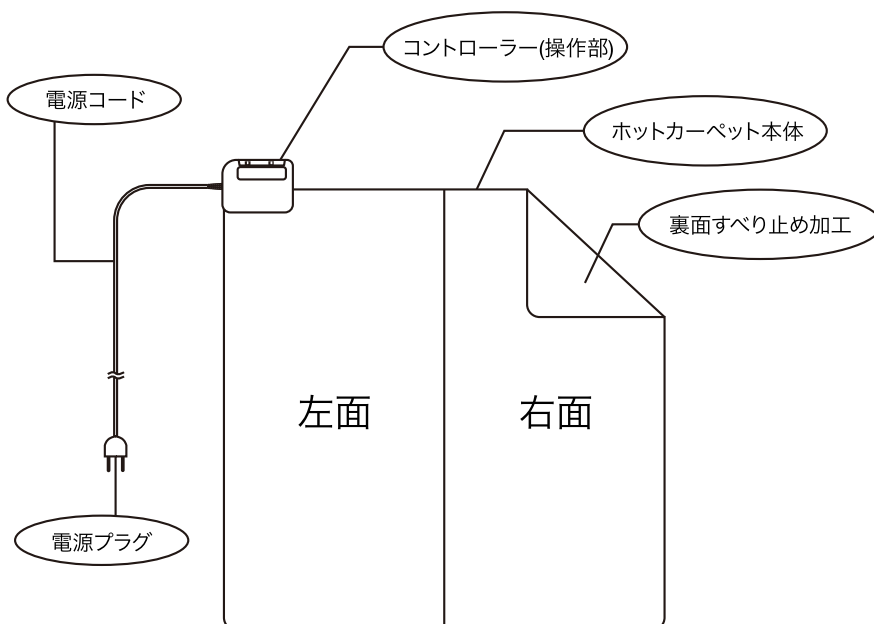 コントローラー(操作部)
電源コード
ホットカーペット本体
裏面すべり止め加工
左面
右面
電源プラグ